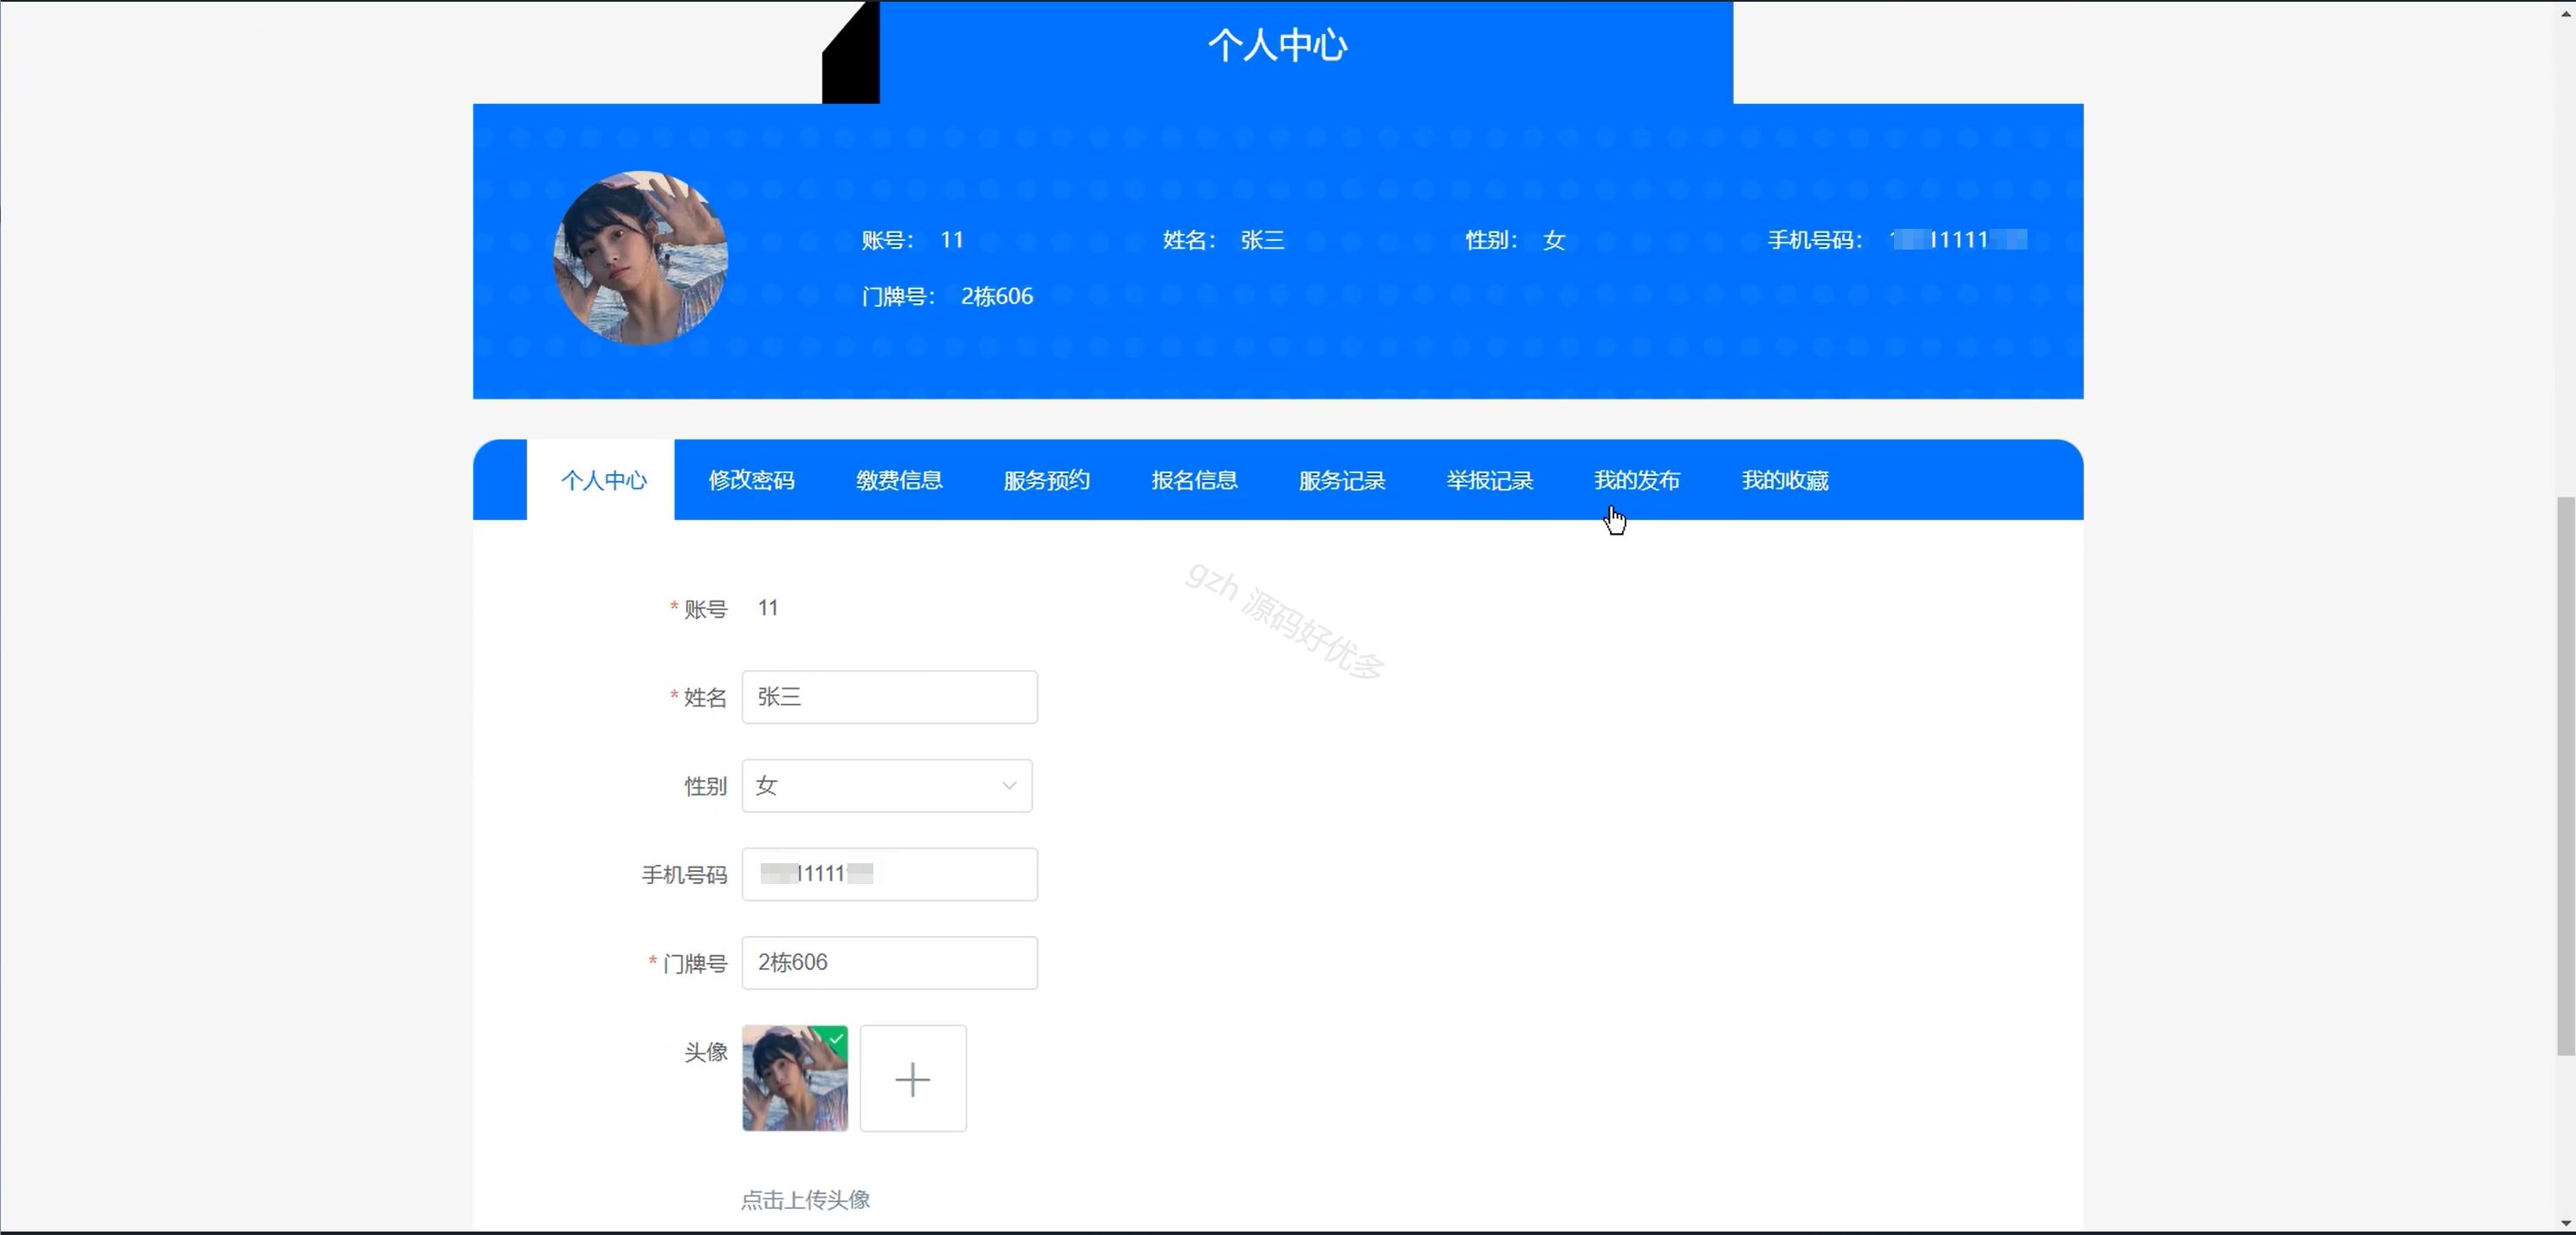 个人中心
账号： 11 姓名： 张三 性别： 女 手机号码： 11111
门牌号： 2栋606
个人中心 修改密码 缴费信息 服务预约 报名信息 服务记录 举报记录 我的发布 我的收藏
gzh 源码好优多
* 账号 11
* 姓名 张三
性别 女
手机号码 11111
* 门牌号 2栋606
头像
点击上传头像